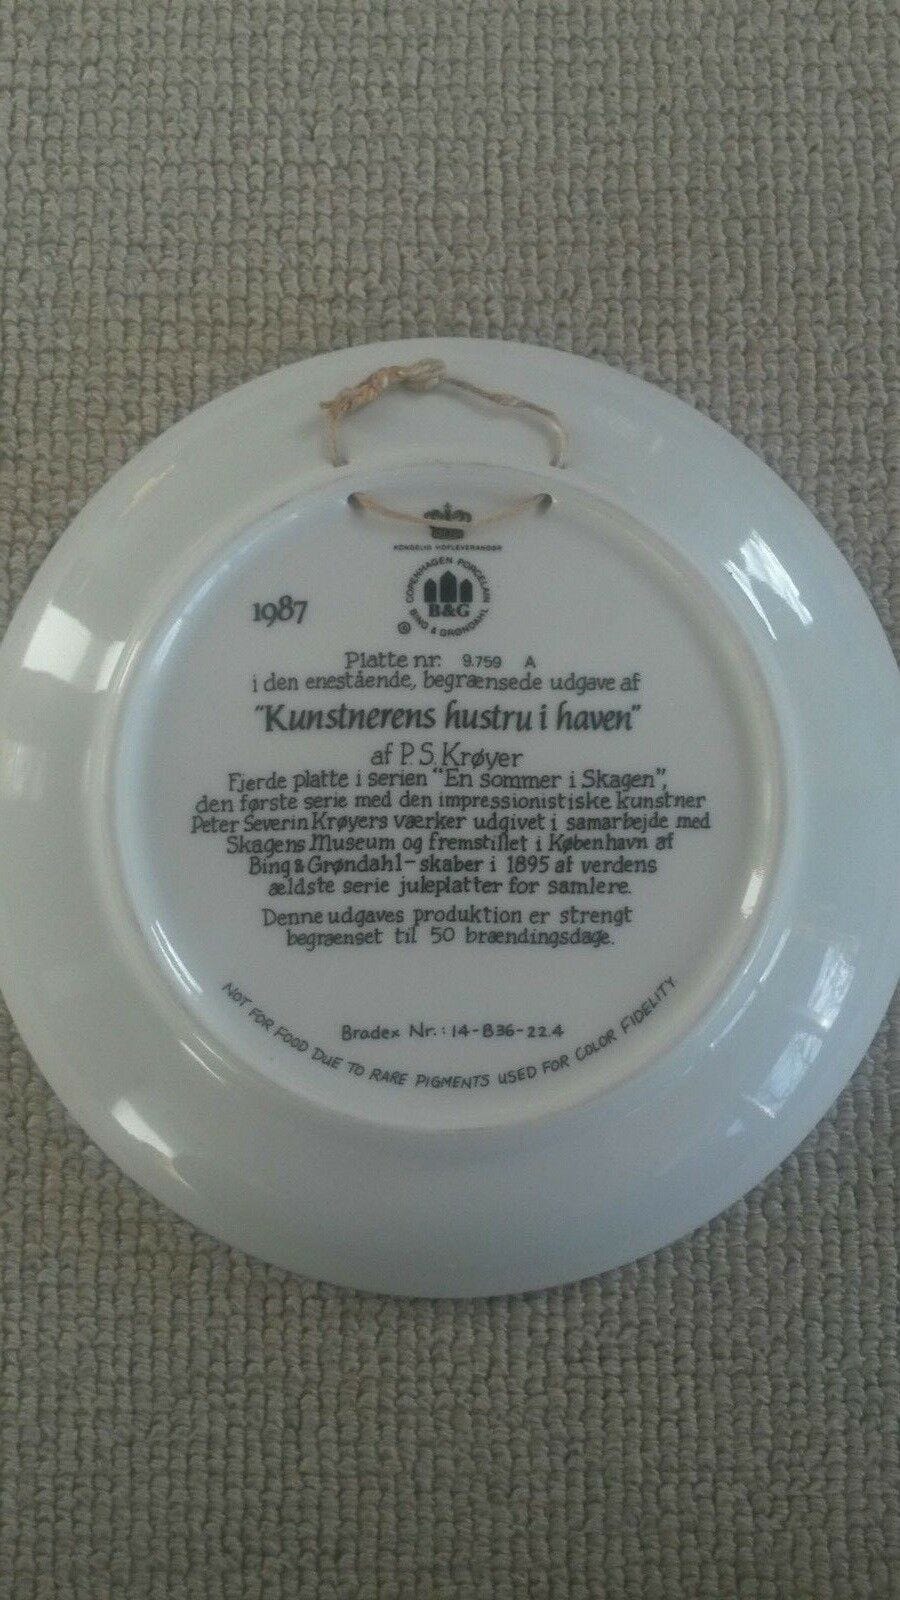 KONGELIG HOFLEVERANDØR
COPENHAGEN PORCELAIN
B&G
BING & GRØNDAHL
©
1987
Platte nr. 9.759 A
i den enestående, begrænsede udgave af
"Kunstnerens hustru i haven"
af P.S. Krøyer
Fjerde platte i serien "En sommer i Skagen",
den første serie med den impressionistiske kunstner
Peter Severin Krøyers værker udgivet i samarbejde med
Skagens Museum og fremstillet i København af
Bing & Grøndahl - skaber i 1895 af verdens
ældste serie juleplatter for samlere.
Denne udgaves produktion er strengt
begrænset til 50 brændingsdage.
Bradex Nr.: 14-B36-22.4
NOT FOR FOOD DUE TO RARE PIGMENTS USED FOR COLOR FIDELITY